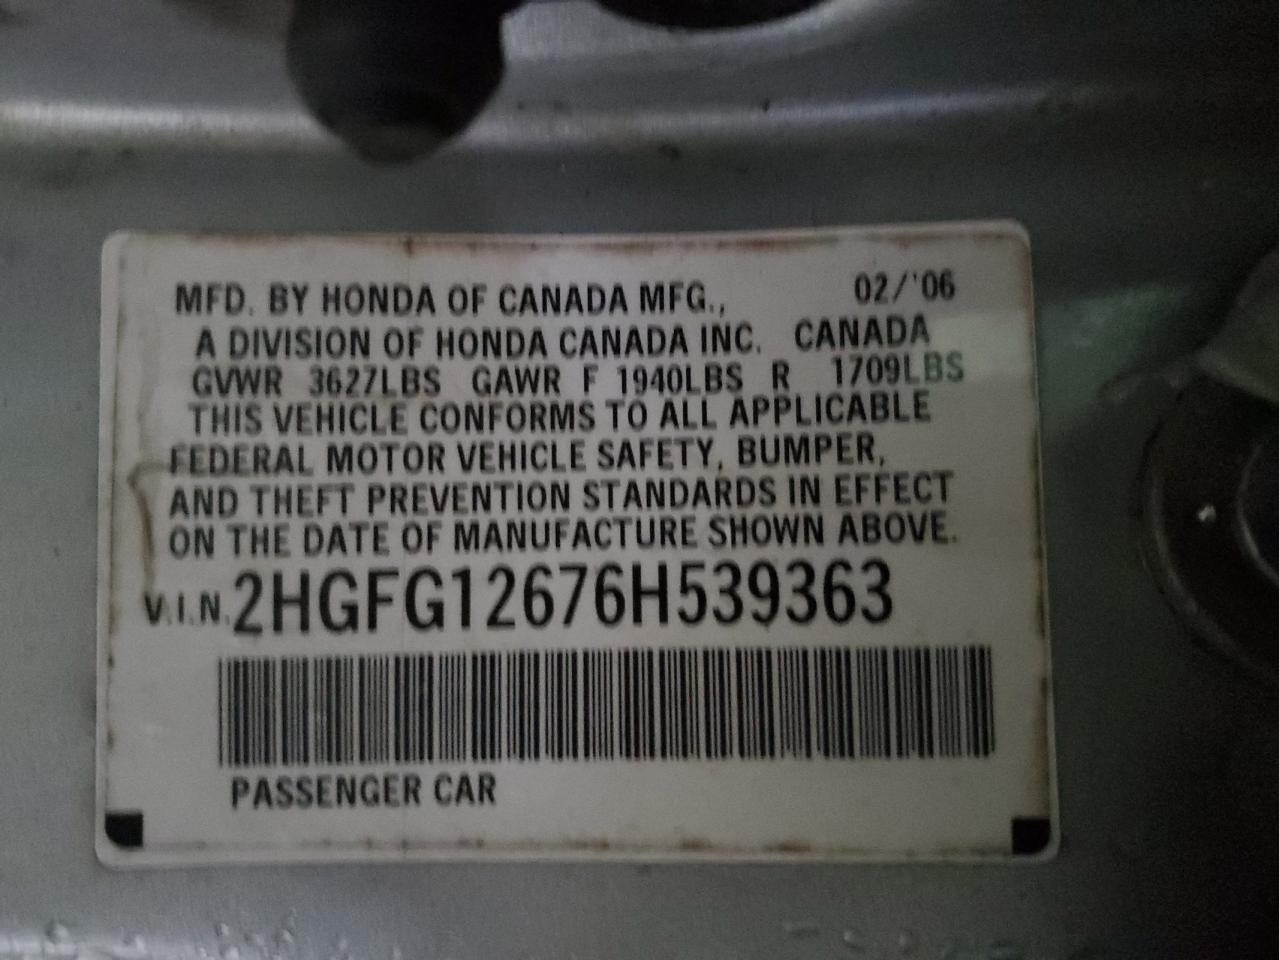 MFD. BY HONDA OF CANADA MFG., 02/'06
A DIVISION OF HONDA CANADA INC. CANADA
GVWR 3627LBS GAWR F 1940LBS R 1709LBS
THIS VEHICLE CONFORMS TO ALL APPLICABLE
FEDERAL MOTOR VEHICLE SAFETY, BUMPER,
AND THEFT PREVENTION STANDARDS IN EFFECT
ON THE DATE OF MANUFACTURE SHOWN ABOVE.
V.I.N. 2HGFG12676H539363
PASSENGER CAR